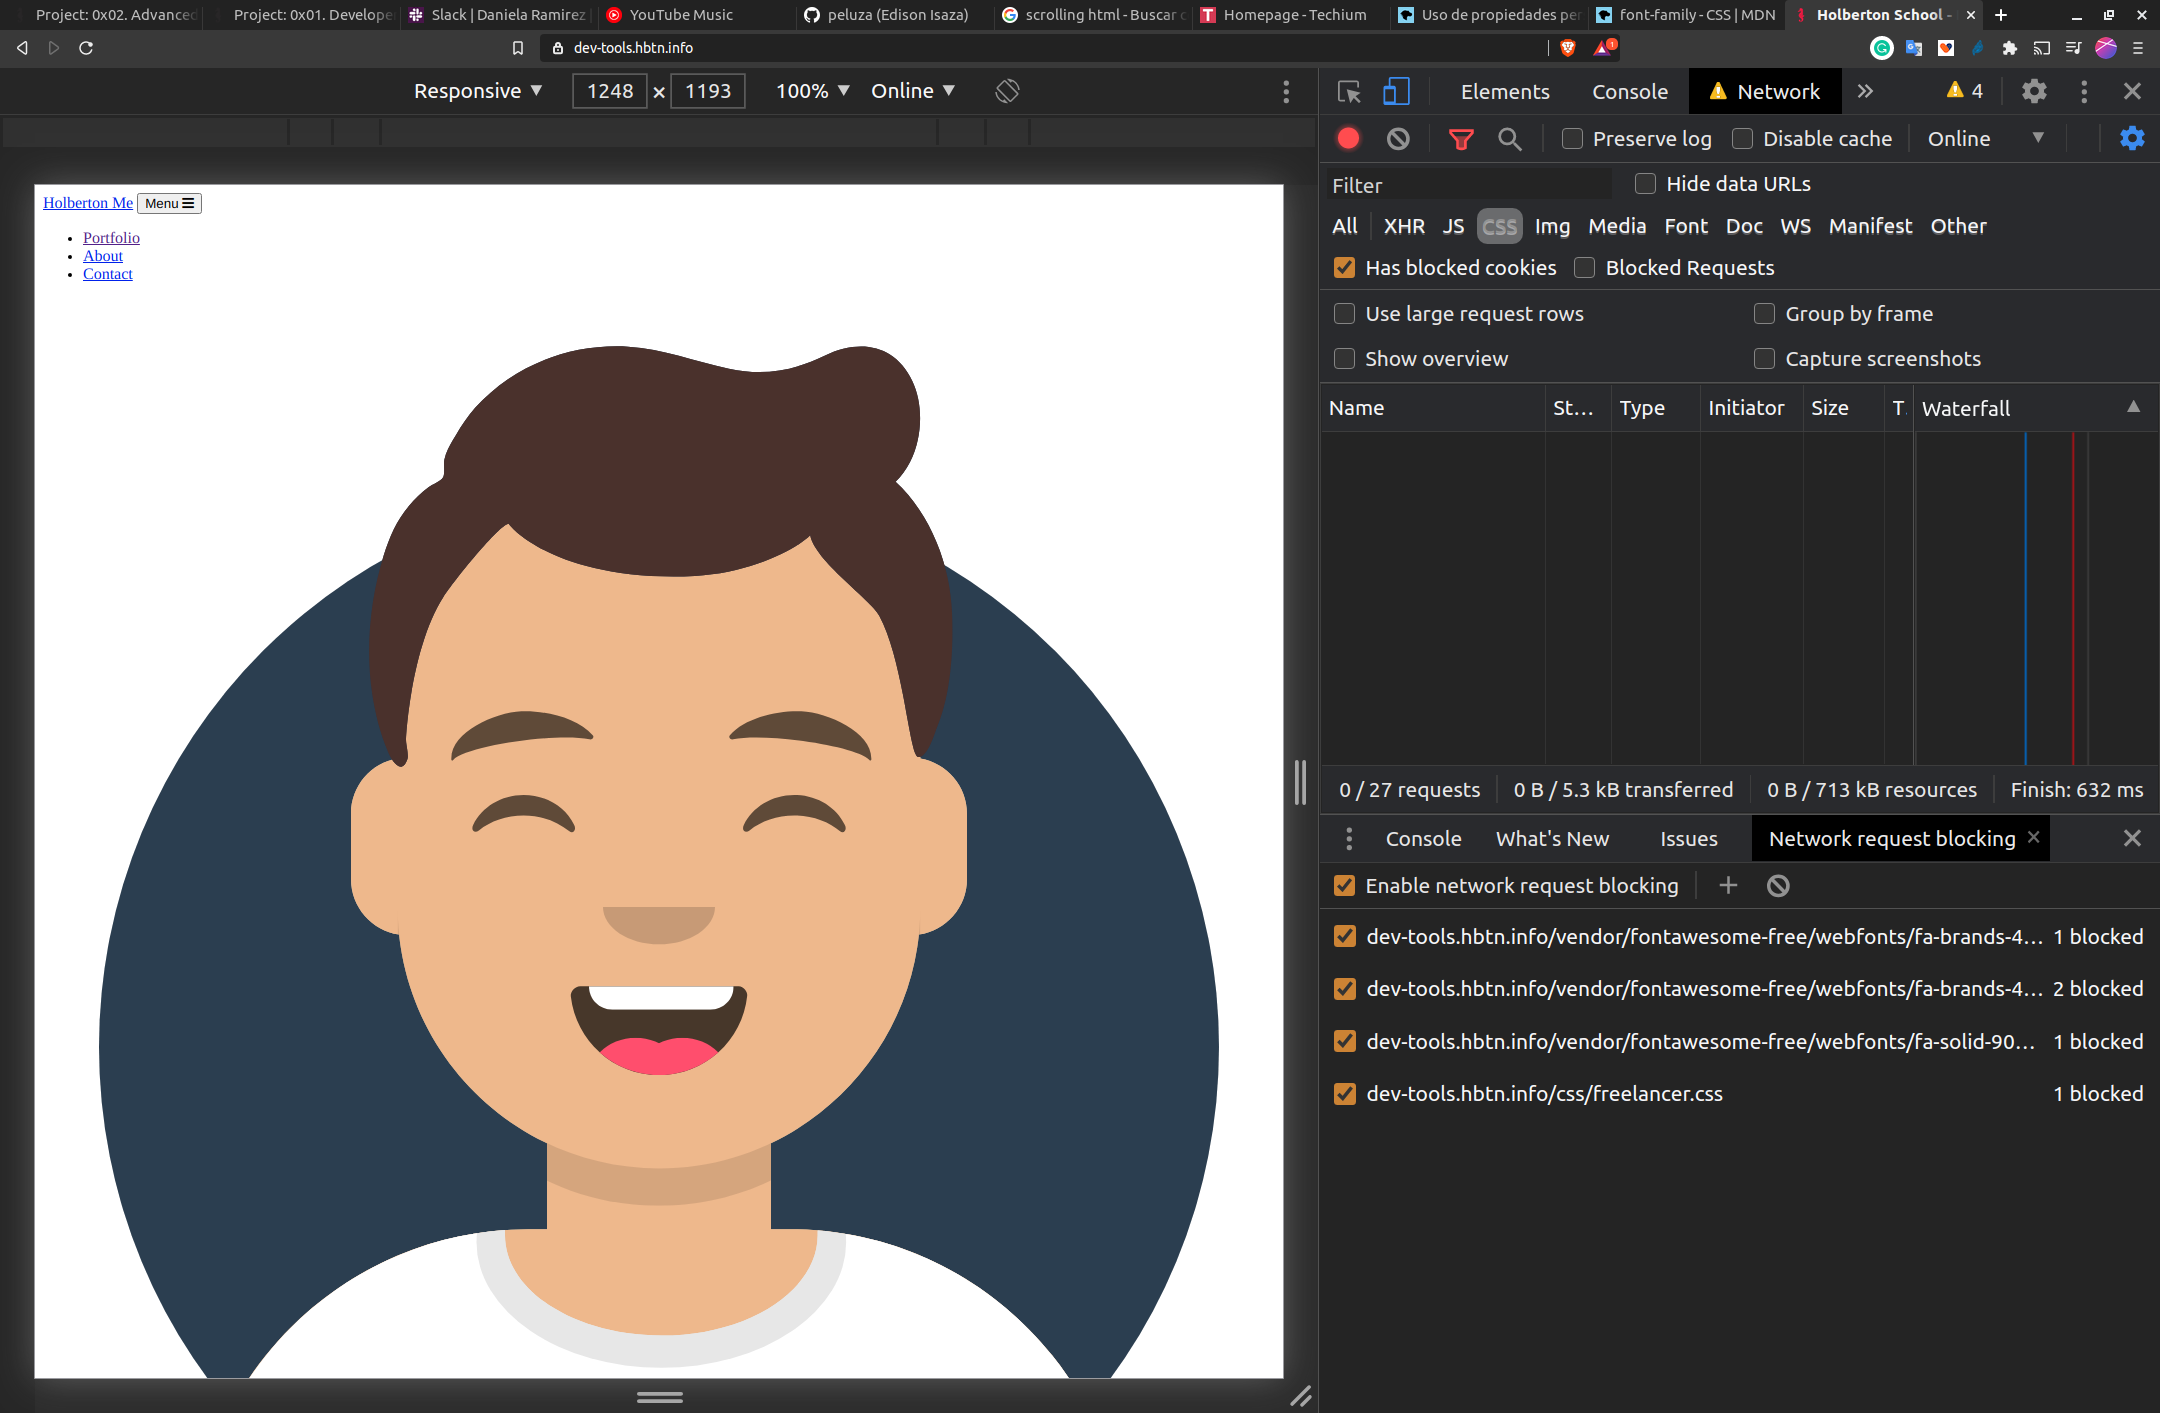 Project: 0x02. Advanced
Project: 0x01. Develope
Slack | Daniela Ramirez |
YouTube Music
peluza (Edison Isaza)
scrolling html - Buscar c
Homepage - Techium
Uso de propiedades per
font-family - CSS | MDN
Holberton School -
dev-tools.hbtn.info
1
Responsive
1248 × 1193
100%
Online
Elements
Console
Network
4
Preserve log
Disable cache
Online
Filter
Hide data URLs
All
XHR
JS
CSS
Img
Media
Font
Doc
WS
Manifest
Other
Has blocked cookies
Blocked Requests
Use large request rows
Group by frame
Show overview
Capture screenshots
Name
St...
Type
Initiator
Size
T.
Waterfall
0 / 27 requests
0 B / 5.3 kB transferred
0 B / 713 kB resources
Finish: 632 ms
Console
What's New
Issues
Network request blocking
Enable network request blocking
dev-tools.hbtn.info/vendor/fontawesome-free/webfonts/fa-brands-4... 1 blocked
dev-tools.hbtn.info/vendor/fontawesome-free/webfonts/fa-brands-4... 2 blocked
dev-tools.hbtn.info/vendor/fontawesome-free/webfonts/fa-solid-90... 1 blocked
dev-tools.hbtn.info/css/freelancer.css 1 blocked
Holberton Me
Menu
Portfolio
About
Contact